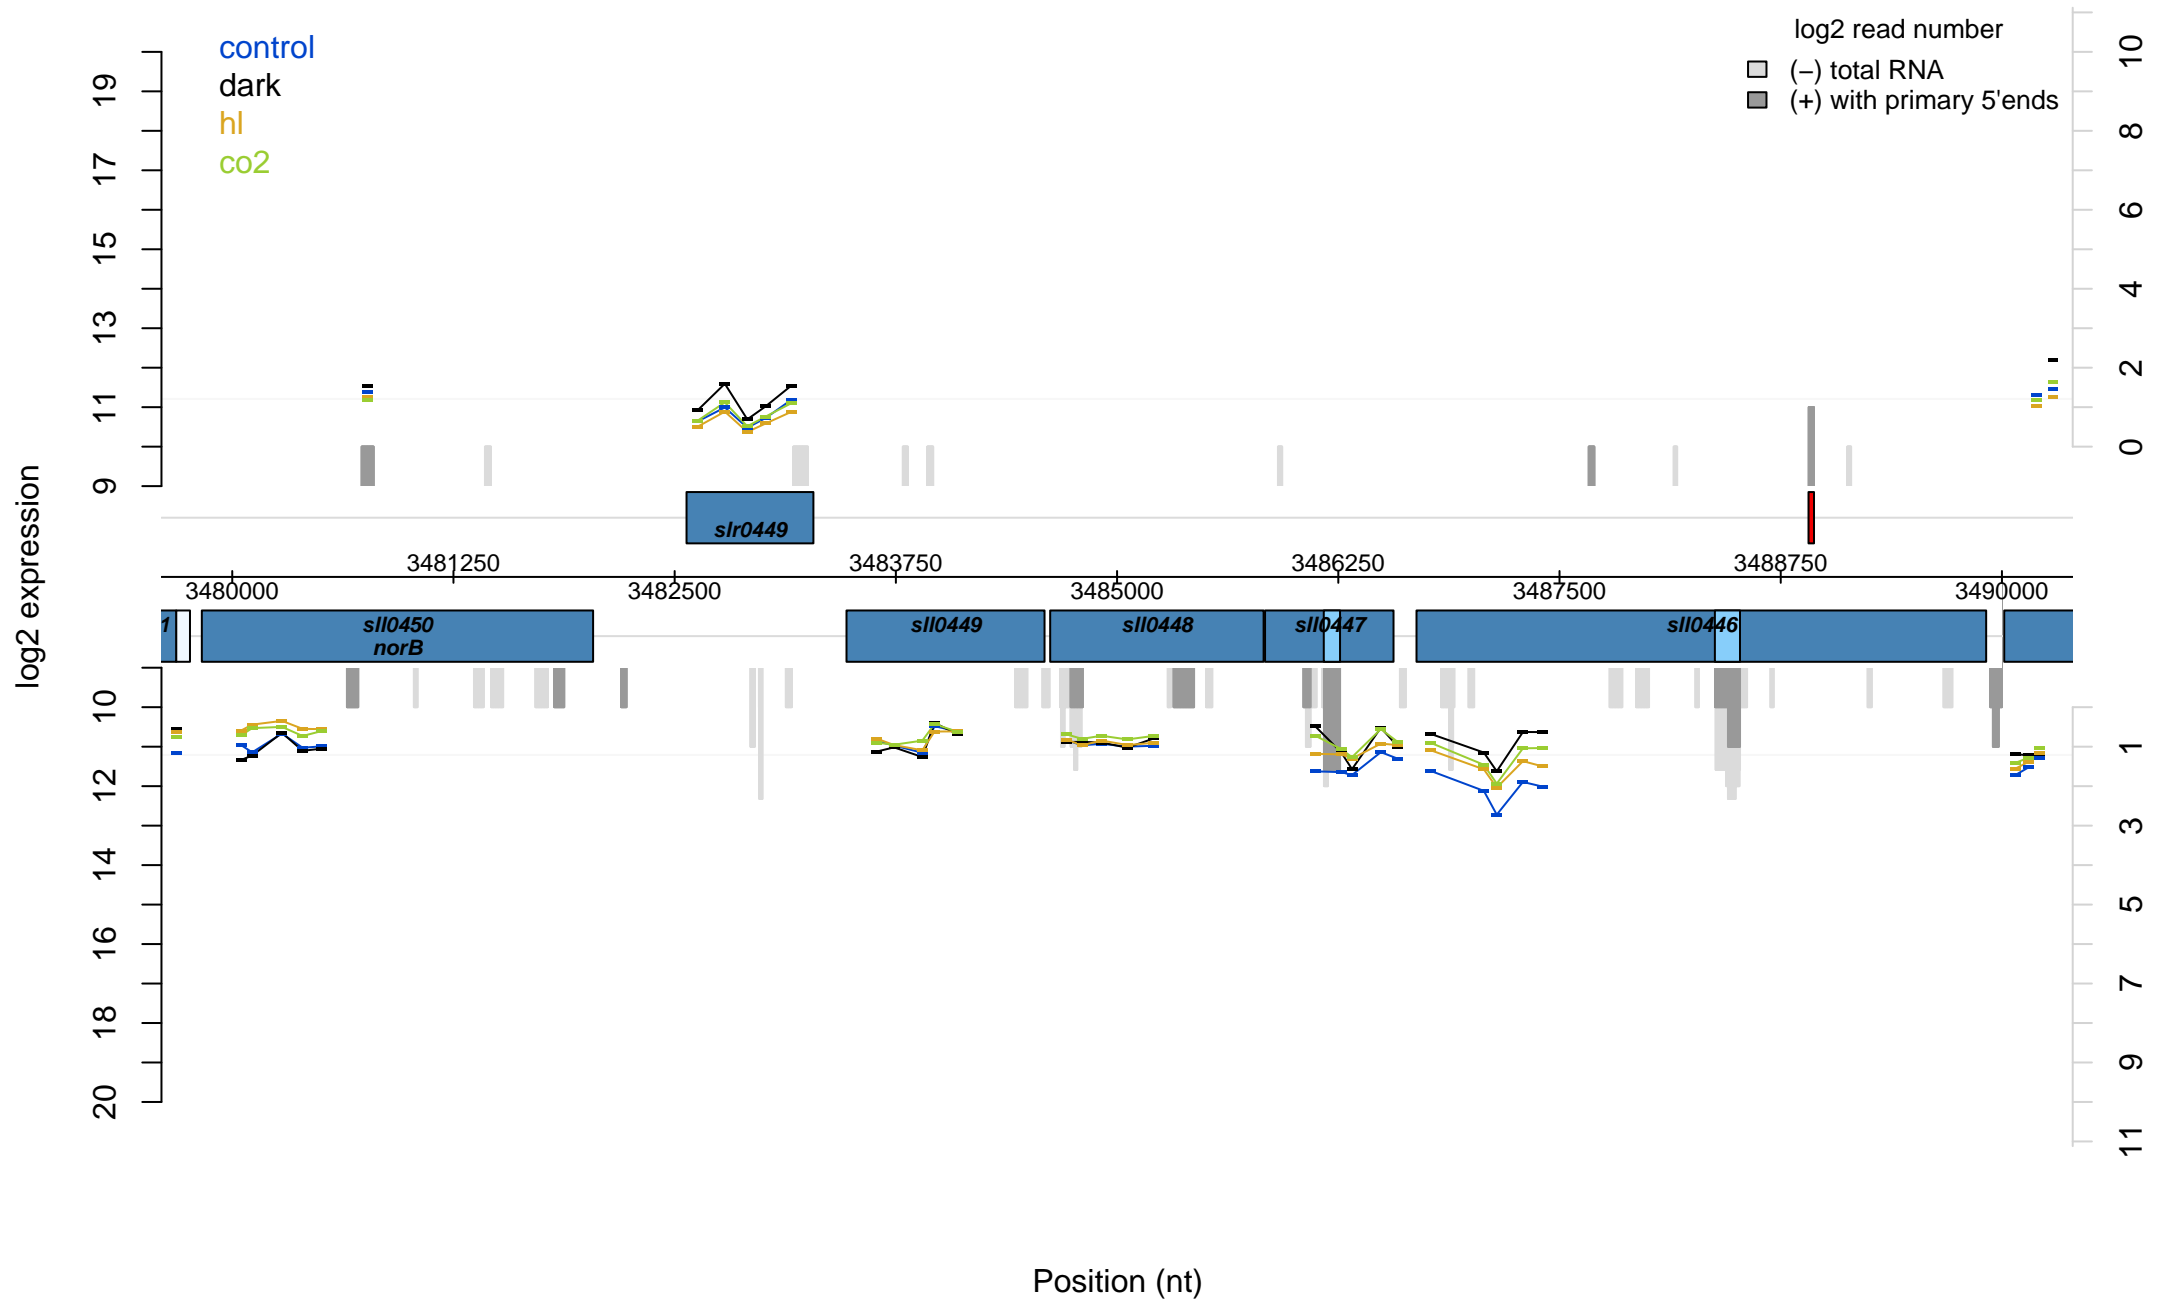 log2 read number
(−) total RNA
(+) with primary 5'ends
control
dark
hl
co2
19
17
15
13
11
9
10
8
6
4
2
0
log2 expression
slr0449
3481250
3483750
3486250
3488750
3480000
3482500
3485000
3487500
3490000
1
sll0450
norB
sll0449
sll0448
sll0447
sll0446
10
12
14
16
18
20
1
3
5
7
9
11
Position (nt)